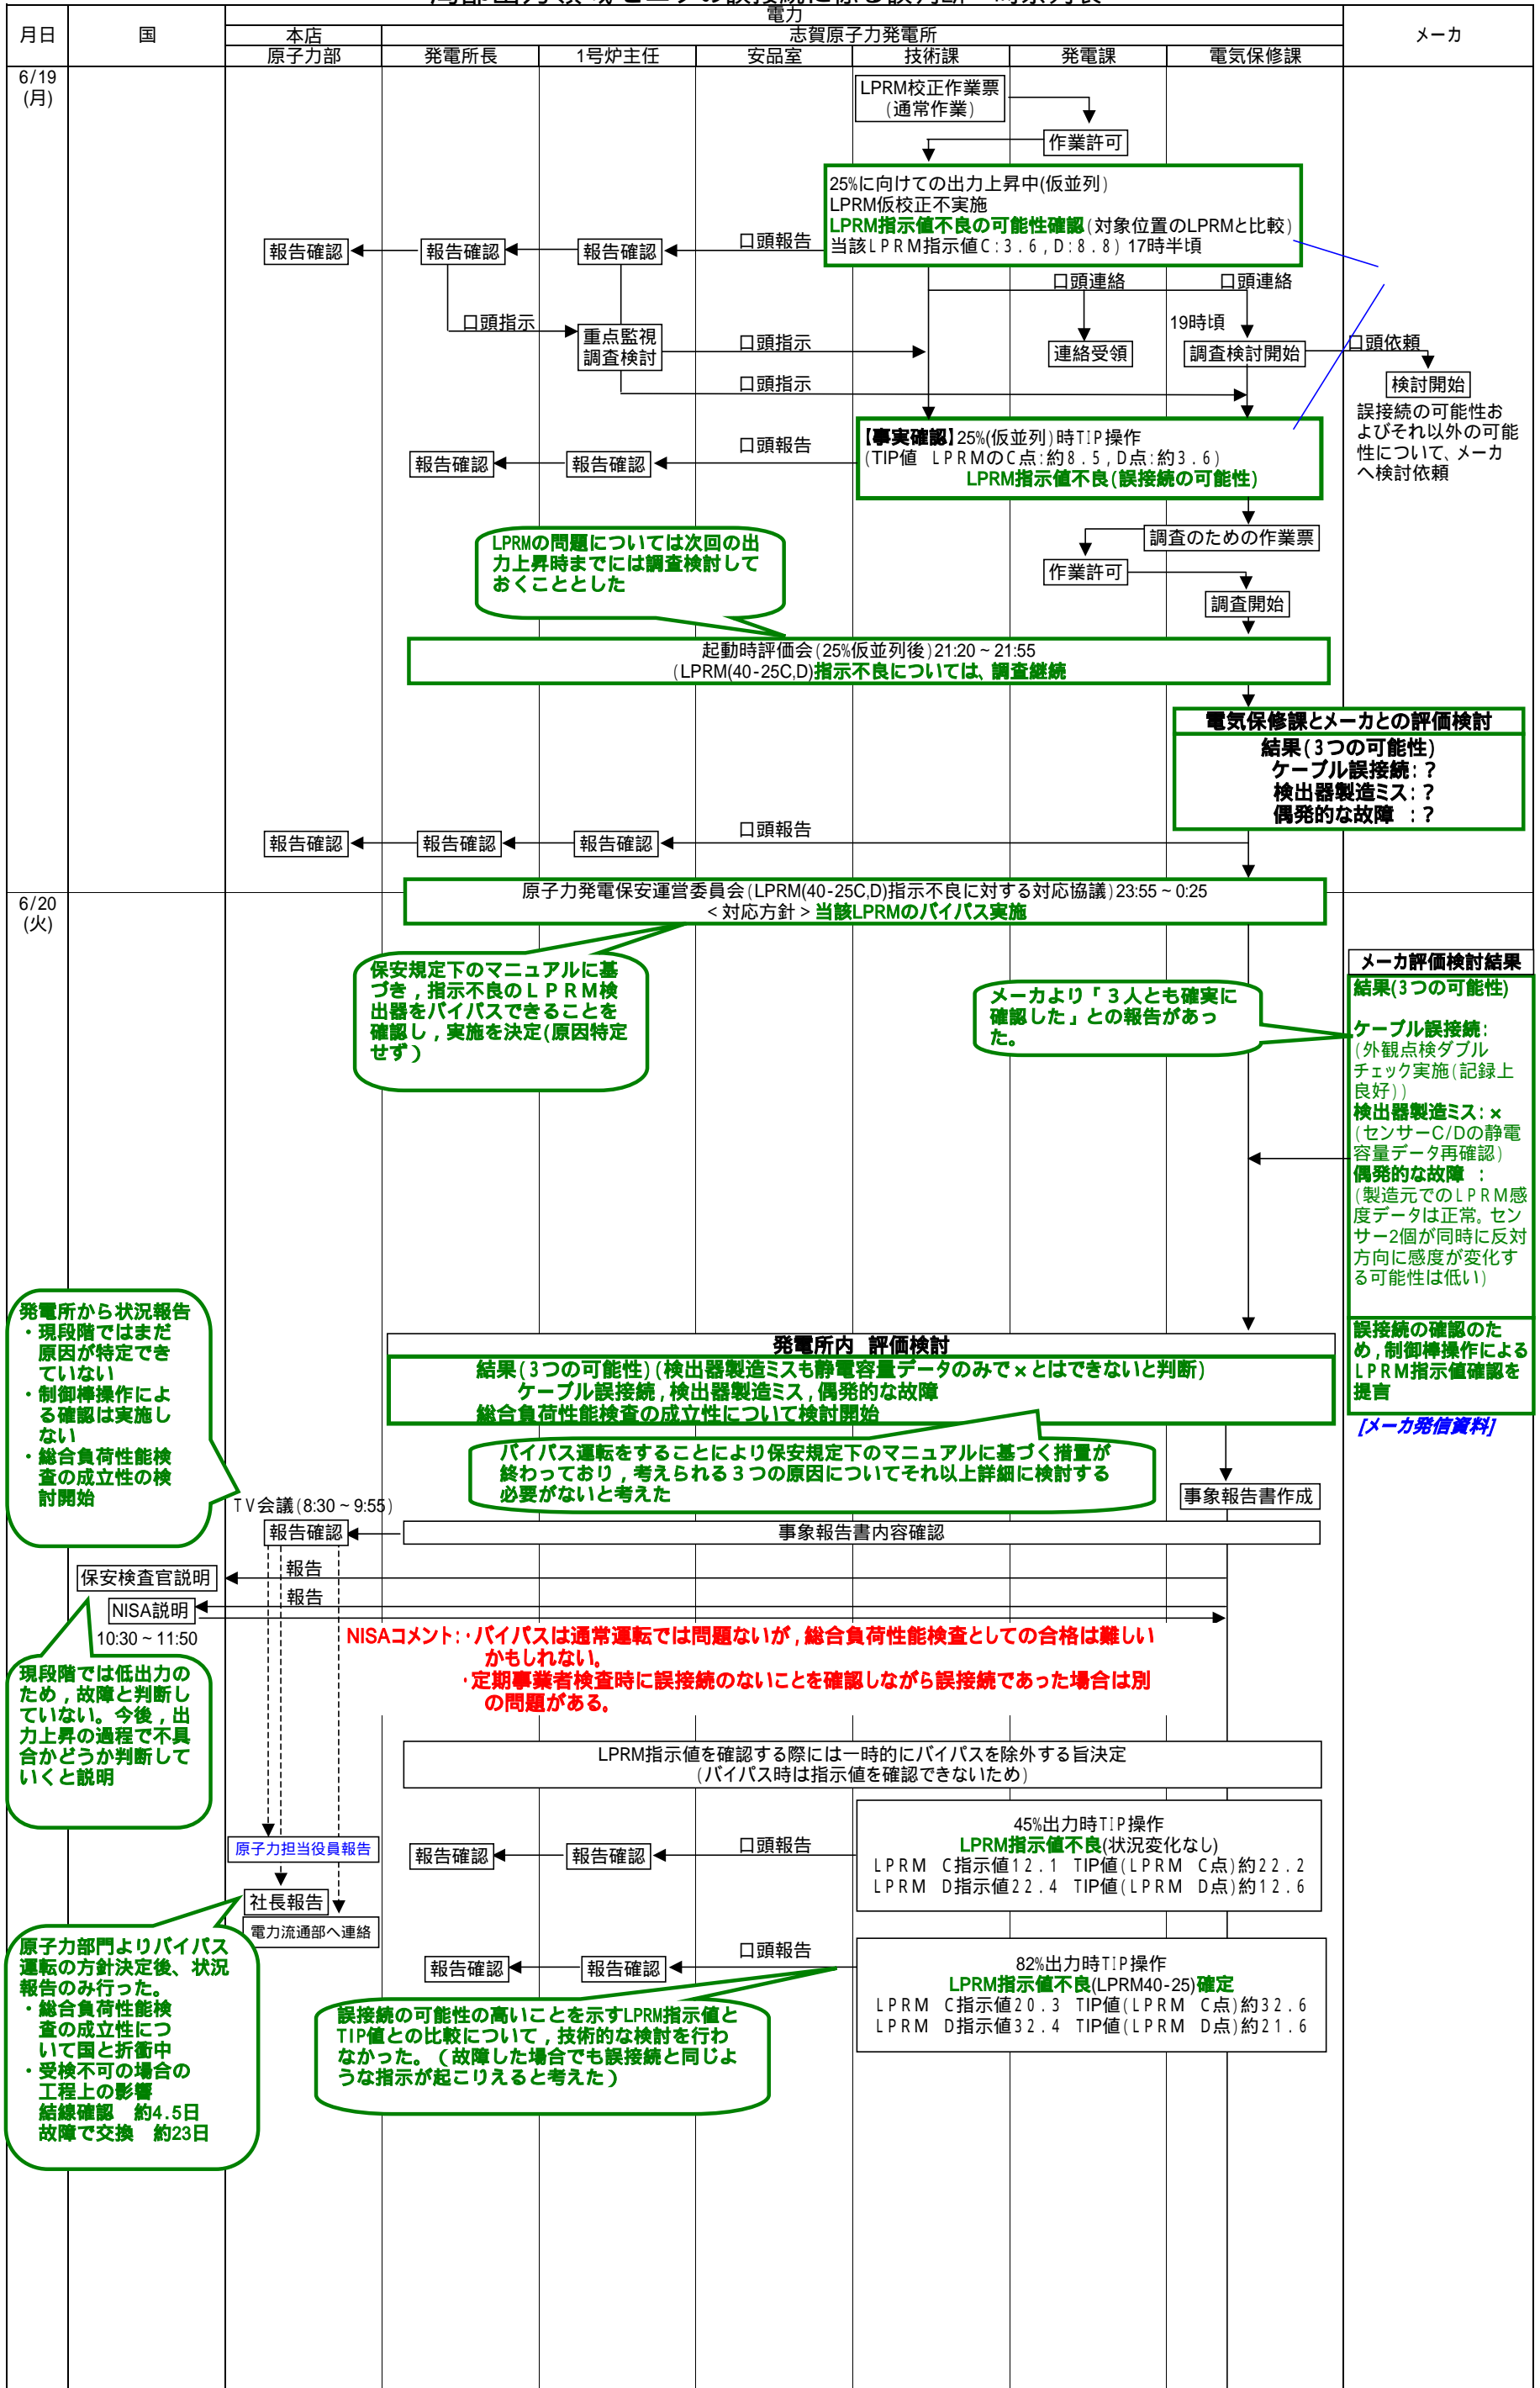 電力
月日
国
本店
志賀原子力発電所
メーカ
原子力部
発電所長
1号炉主任
安品室
技術課
発電課
電気保修課
6/19
(月)
LPRM校正作業票
(通常作業)
作業許可
25%に向けての出力上昇中(仮並列)
LPRM仮校正不実施
LPRM指示値不良の可能性確認(対象位置のLPRMと比較)
当該LPRM指示値C:3.6,D:8.8) 17時半頃
口頭報告
報告確認
報告確認
報告確認
口頭連絡
口頭連絡
口頭指示
重点監視
調査検討
口頭指示
19時頃
連絡受領
調査検討開始
口頭依頼
検討開始
口頭指示
誤接続の可能性お
よびそれ以外の可能
性について、メーカ
へ検討依頼
【事実確認】25%(仮並列)時TIP操作
(TIP値 LPRMのC点:約8.5,D点:約3.6)
LPRM指示値不良(誤接続の可能性)
口頭報告
報告確認
報告確認
調査のための作業票
作業許可
調査開始
LPRMの問題については次回の出
力上昇時までには調査検討して
おくこととした
起動時評価会(25%仮並列後)21:20~21:55
(LPRM(40-25C,D)指示不良については、調査継続
電気保修課とメーカとの評価検討
結果(3つの可能性)
ケーブル誤接続:?
検出器製造ミス:?
偶発的な故障 :?
口頭報告
報告確認
報告確認
報告確認
6/20
(火)
原子力発電保安運営委員会(LPRM(40-25C,D)指示不良に対する対応協議)23:55~0:25
<対応方針>当該LPRMのバイパス実施
保安規定下のマニュアルに基
づき,指示不良のLPRM検
出器をバイパスできることを
確認し,実施を決定(原因特定
せず)
メーカより「3人とも確実に
確認した」との報告があっ
た。
メーカ評価検討結果
結果(3つの可能性)
ケーブル誤接続:
(外観点検ダブル
チェック実施(記録上
良好))
検出器製造ミス:×
(センサーC/Dの静電
容量データ再確認)
偶発的な故障 :
(製造元でのLPRM感
度データは正常。セン
サー2個が同時に反対
方向に感度が変化す
る可能性は低い)
誤接続の確認のた
め,制御棒操作による
LPRM指示値確認を
提言
[メーカ発信資料]
発電所から状況報告
・現段階ではまだ
原因が特定でき
ていない
・制御棒操作によ
る確認は実施し
ない
・総合負荷性能検
査の成立性の検
討開始
発電所内 評価検討
結果(3つの可能性)(検出器製造ミスも静電容量データのみで×とはできないと判断)
ケーブル誤接続,検出器製造ミス,偶発的な故障
総合負荷性能検査の成立性について検討開始
バイパス運転をすることにより保安規定下のマニュアルに基づく措置が
終わっており,考えられる3つの原因についてそれ以上詳細に検討する
必要がないと考えた
事象報告書作成
TV会議(8:30~9:55)
報告確認
事象報告書内容確認
保安検査官説明
報告
NISA説明
報告
10:30~11:50
NISAコメント:・バイパスは通常運転では問題ないが,総合負荷性能検査としての合格は難しい
かもしれない。
・定期事業者検査時に誤接続のないことを確認しながら誤接続であった場合は別
の問題がある。
現段階では低出力の
ため,故障と判断し
ていない。今後,出
力上昇の過程で不具
合かどうか判断して
いくと説明
LPRM指示値を確認する際には一時的にバイパスを除外する旨決定
(バイパス時は指示値を確認できないため)
45%出力時TIP操作
LPRM指示値不良(状況変化なし)
LPRM C指示値12.1 TIP値(LPRM C点)約22.2
LPRM D指示値22.4 TIP値(LPRM D点)約12.6
口頭報告
報告確認
報告確認
原子力担当役員報告
社長報告
電力流通部へ連絡
原子力部門よりバイパス
運転の方針決定後、状況
報告のみ行った。
・総合負荷性能検
査の成立性につ
いて国と折衝中
・受検不可の場合の
工程上の影響
結線確認 約4.5日
故障で交換 約23日
82%出力時TIP操作
LPRM指示値不良(LPRM40-25)確定
LPRM C指示値20.3 TIP値(LPRM C点)約32.6
LPRM D指示値32.4 TIP値(LPRM D点)約21.6
口頭報告
報告確認
報告確認
誤接続の可能性の高いことを示すLPRM指示値と
TIP値との比較について,技術的な検討を行わ
なかった。(故障した場合でも誤接続と同じよ
うな指示が起こりえると考えた)